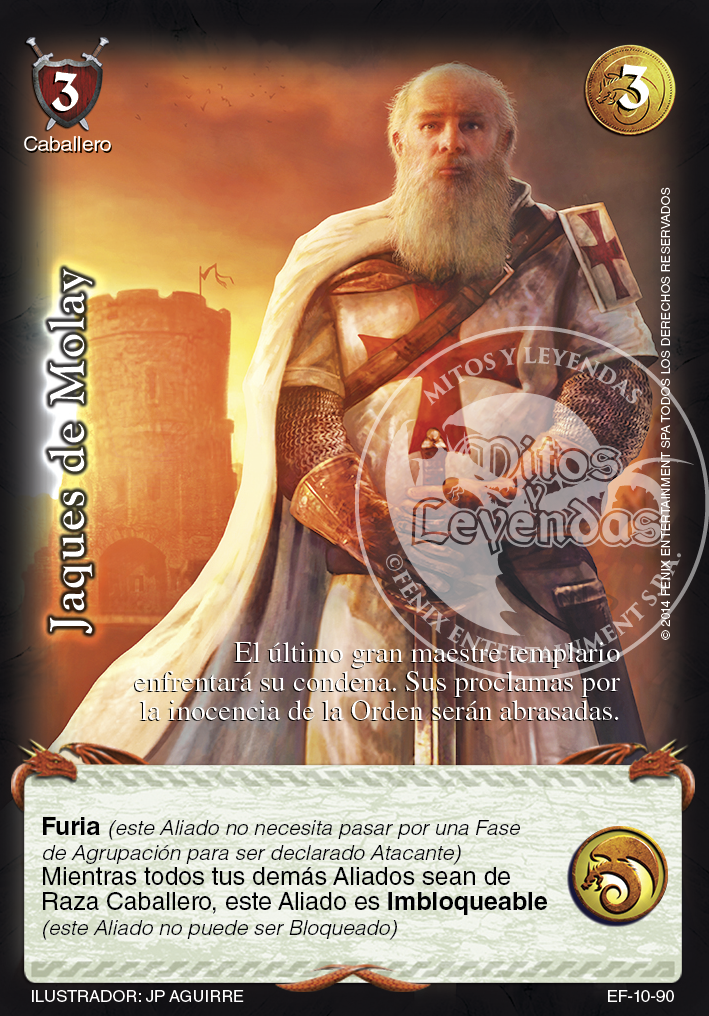 3
Caballero
3
Jaques de Molay
© 2014 FENIX ENTERTAINMENT SPA TODOS LOS DERECHOS RESERVADOS
MITOS Y LEYENDAS
Mitos
Leyendas
© FENIX ENTERTAINMENT S.P.A.
El último gran maestre templario
enfrentará su condena. Sus proclamas por
la inocencia de la Orden serán abrasadas.
Furia (este Aliado no necesita pasar por una Fase
de Agrupación para ser declarado Atacante)
Mientras todos tus demás Aliados sean de
Raza Caballero, este Aliado es Imbloqueable
(este Aliado no puede ser Bloqueado)
ILUSTRADOR: JP AGUIRRE
EF-10-90